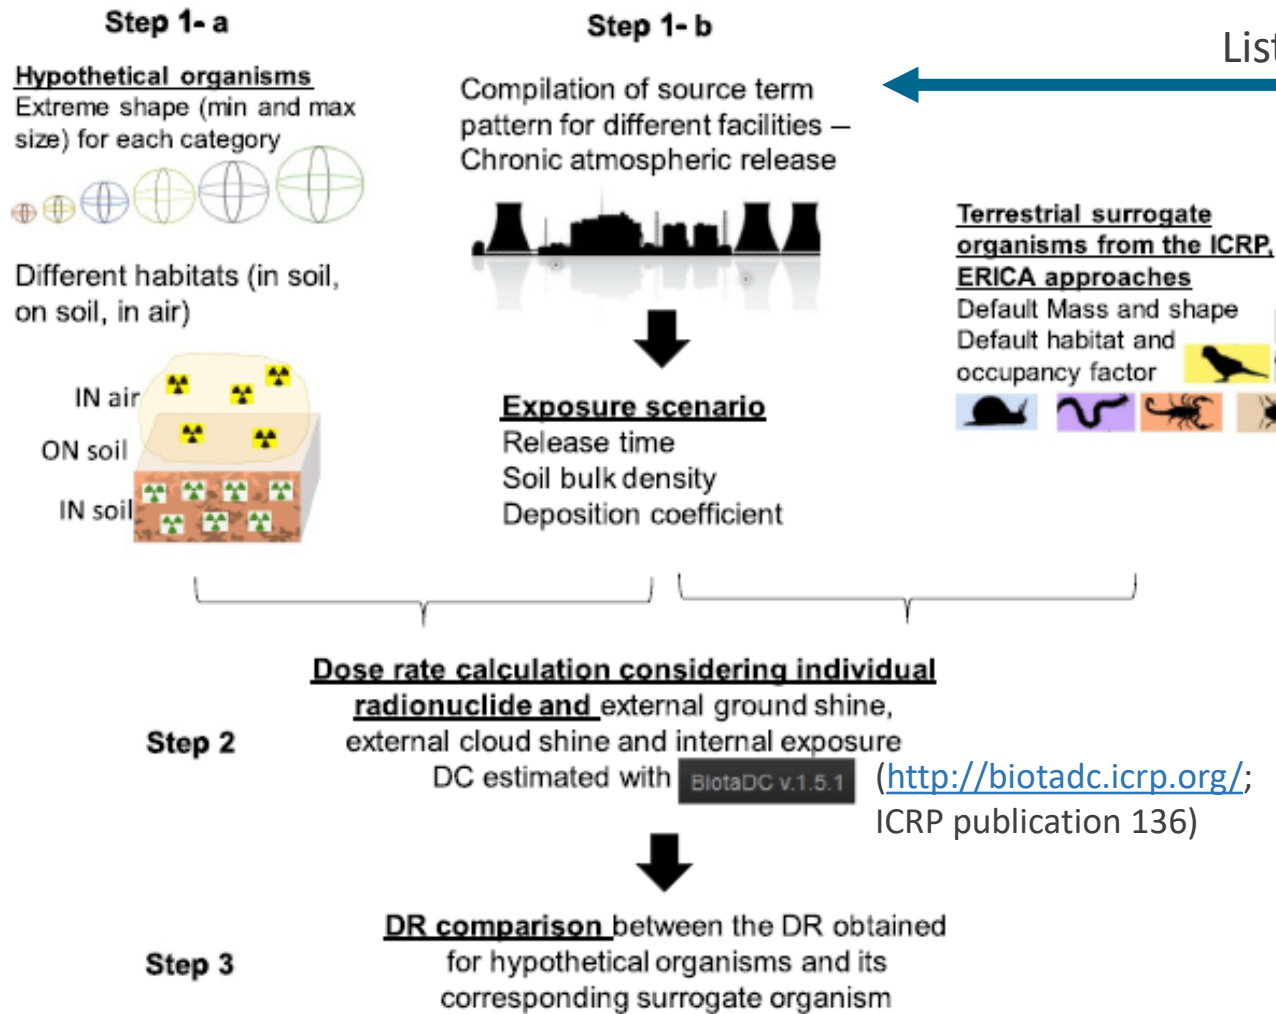 Step 1- a
Hypothetical organisms
Extreme shape (min and max
size) for each category
Different habitats (in soil,
on soil, in air)
IN air
ON soil
IN soil
Step 1- b
Compilation of source term
pattern for different facilities –
Chronic atmospheric release
Exposure scenario
Release time
Soil bulk density
Deposition coefficient
List
Terrestrial surrogate
organisms from the ICRP,
ERICA approaches
Default Mass and shape
Default habitat and
occupancy factor
Dose rate calculation considering individual
radionuclide and external ground shine,
Step 2
external cloud shine and internal exposure
DC estimated with BiotaDC v.1.5.1 (http://biotadc.icrp.org/;
ICRP publication 136)
DR comparison between the DR obtained
Step 3
for hypothetical organisms and its
corresponding surrogate organism